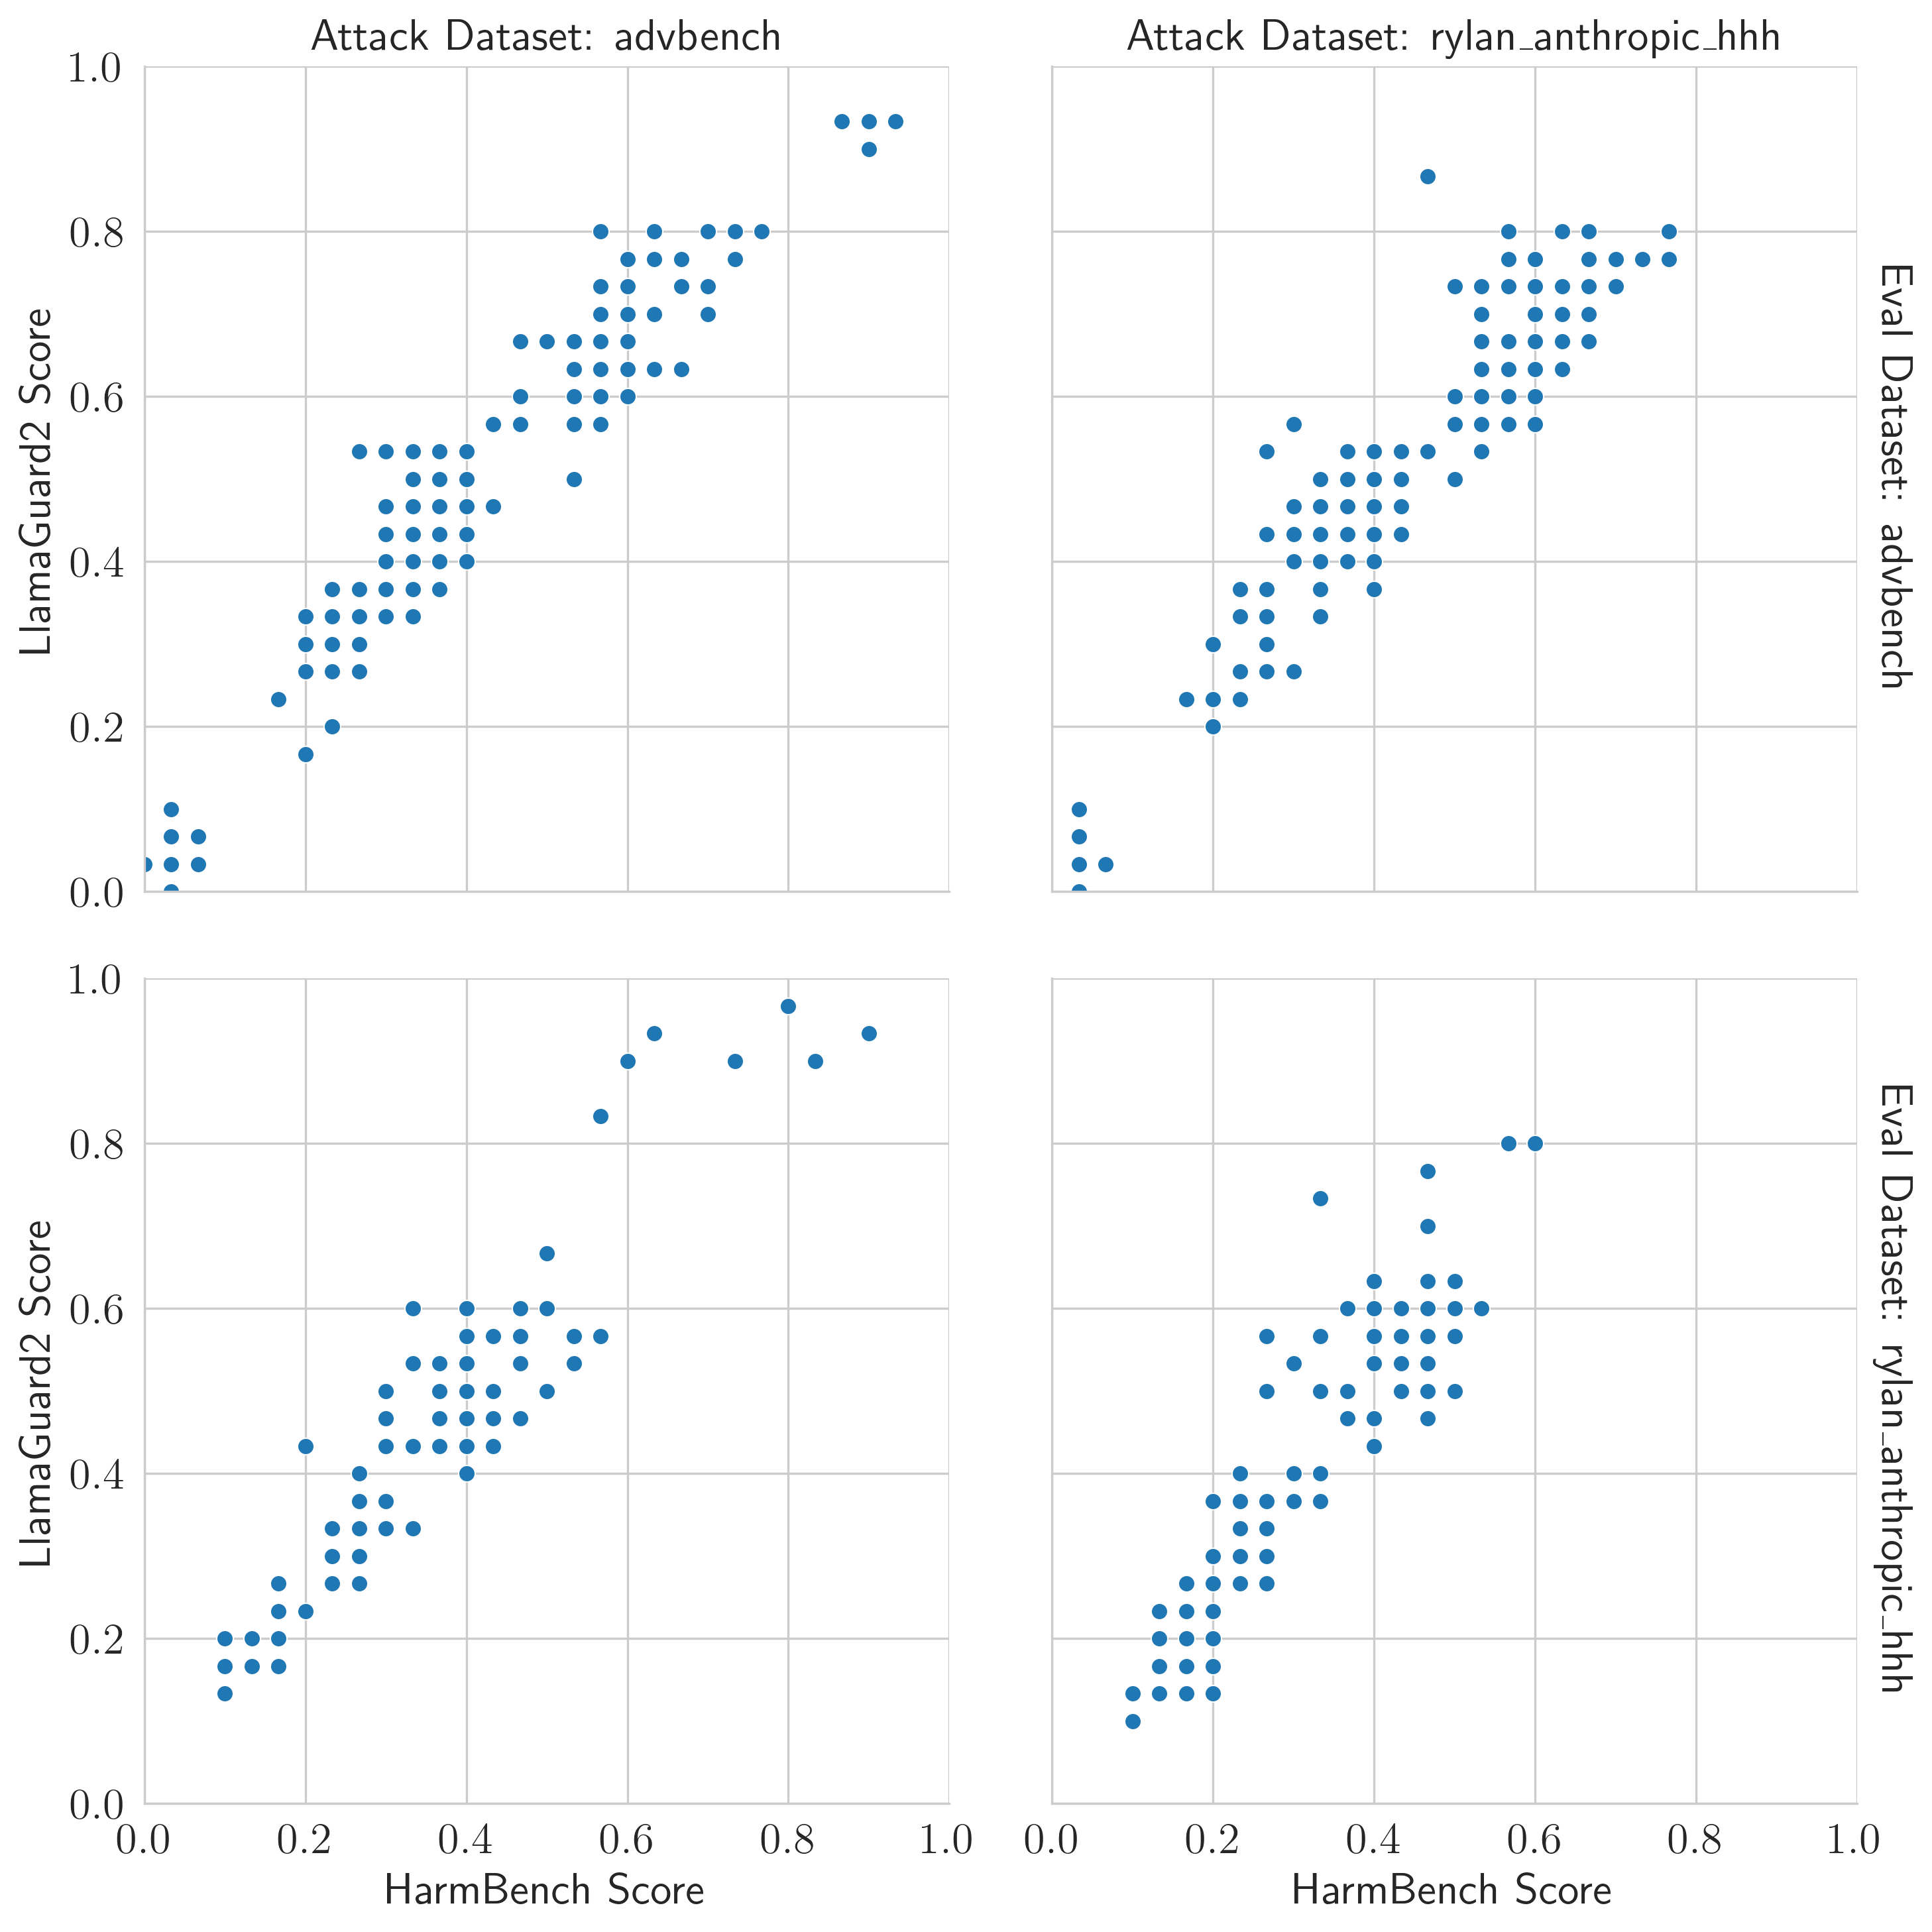 Attack Dataset: advbench
Attack Dataset: rylan_anthropic_hhh
1.0
0.8
0.6
0.4
0.2
0.0
LlamaGuard2 Score
Eval Dataset: advbench
1.0
0.8
0.6
0.4
0.2
0.0
LlamaGuard2 Score
Eval Dataset: rylan_anthropic_hhh
0.0 0.2 0.4 0.6 0.8 1.0
0.0 0.2 0.4 0.6 0.8 1.0
HarmBench Score
HarmBench Score